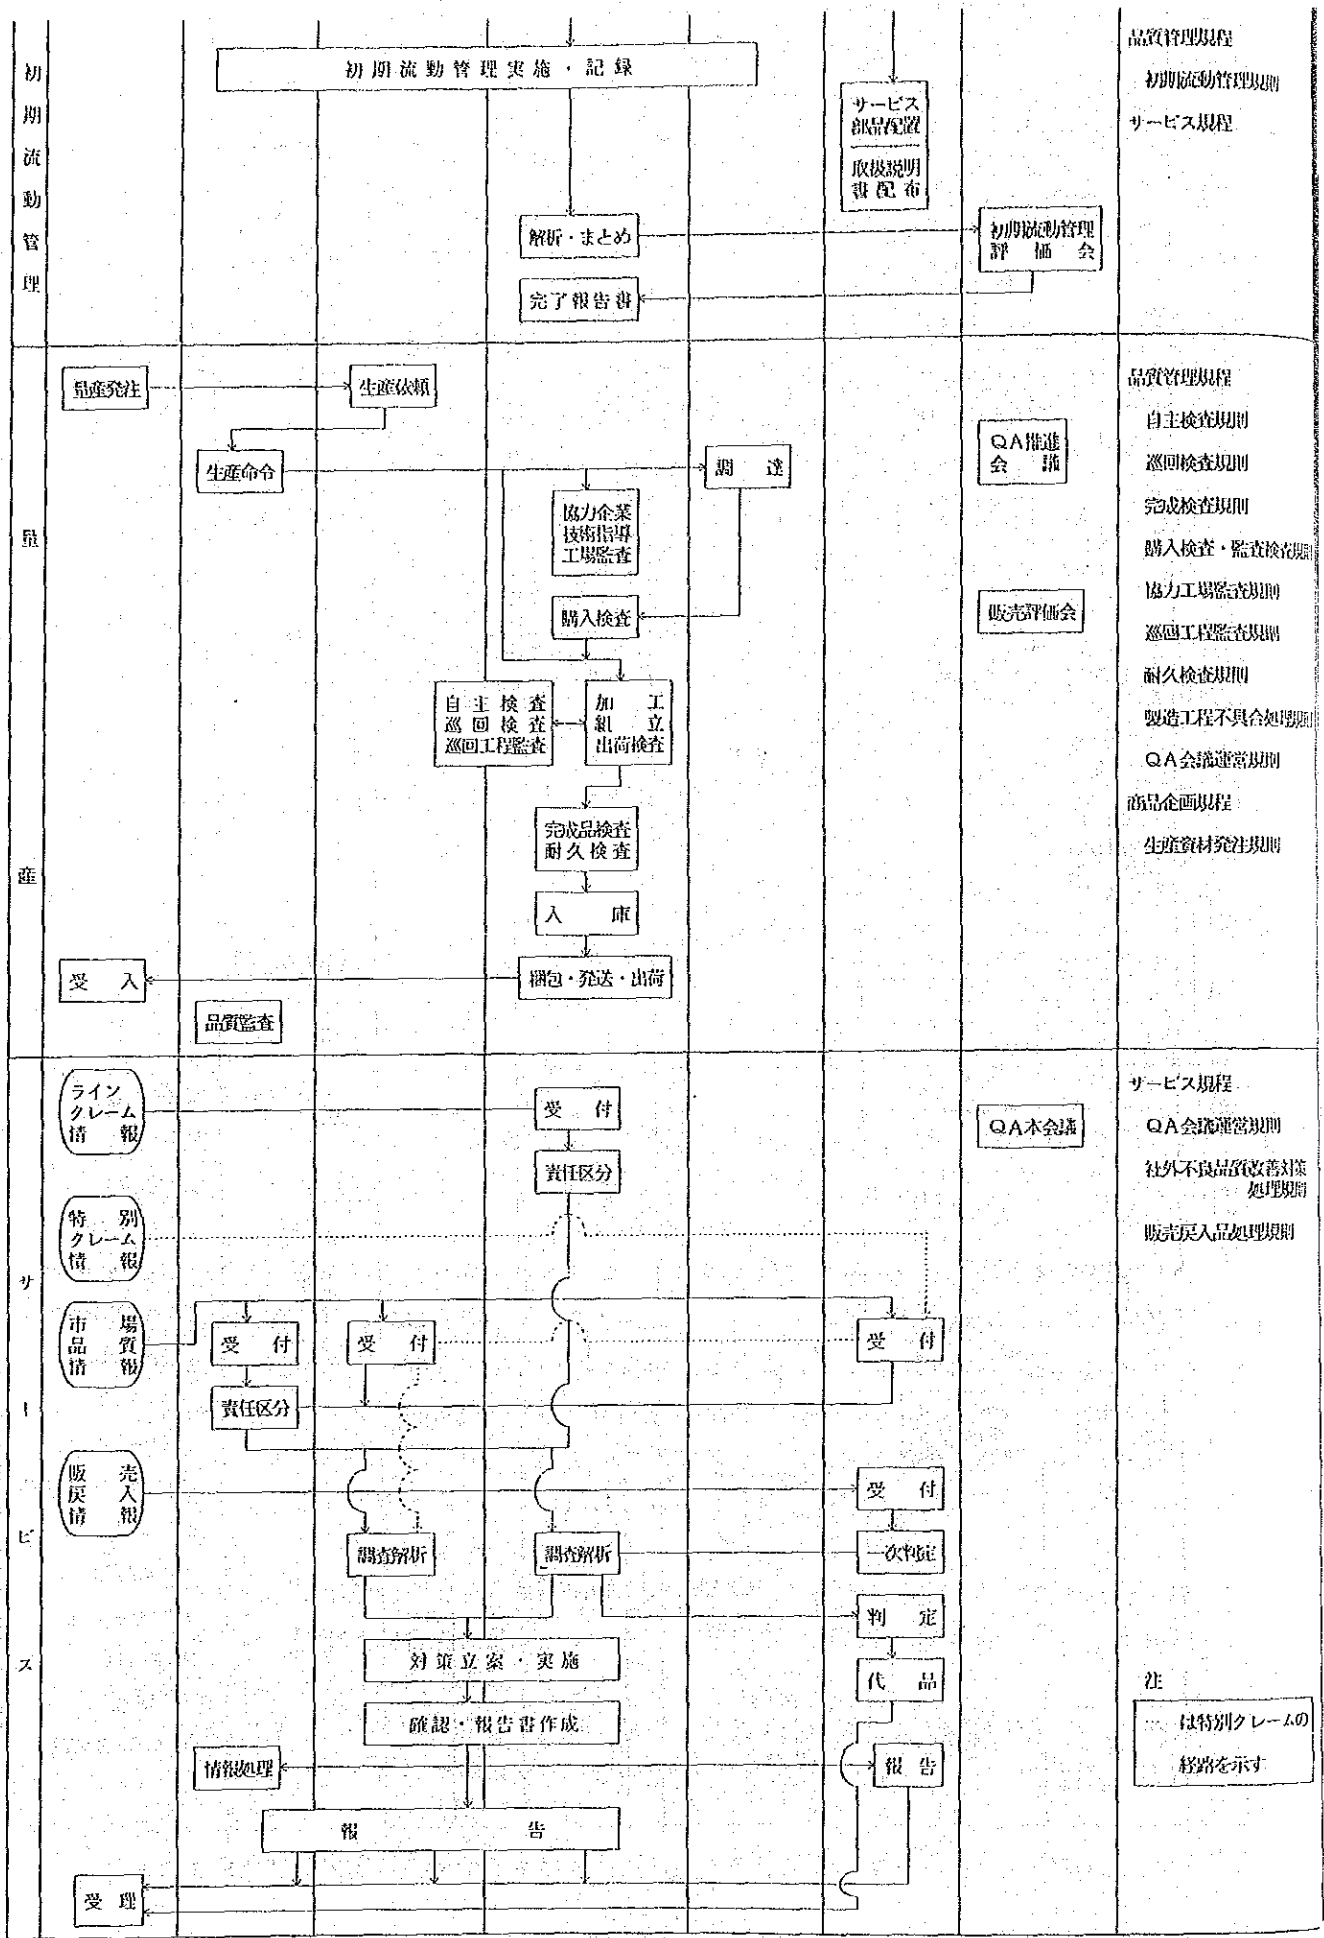 初期流動管理
初期流動管理実施・記録
サービス
部品配置
取扱説明
書配布
解析・まとめ
初期流動管理
評価会
完了報告書
品質管理規程
初期流動管理規則
サービス規程
量産
量産発注
生産依頼
生産命令
調達
協力企業
技術指導
工場監査
購入検査
自主検査
巡回検査
巡回工程監査
加工
組立
出荷検査
完成品検査
耐久検査
入庫
梱包・発送・出荷
受入
品質監査
QA推進
会議
販売評価会
品質管理規程
自主検査規則
巡回検査規則
完成検査規則
購入検査・監査検査規則
協力工場監査規則
巡回工程監査規則
耐久検査規則
製造工程不具合処理規則
QA会議運営規則
商品企画規程
生産資材発注規則
サービス
ライン
クレーム
情報
受付
責任区分
特別
クレーム
情報
市場
品質
情報
受付
受付
受付
責任区分
販売
戻入
情報
受付
調査解析
調査解析
一次判定
判定
対策立案・実施
代品
確認・報告書作成
情報処理
報告
報告
受理
QA本会議
サービス規程
QA会議運営規則
社外不良品質改善対策
処理規則
販売戻入品処理規則
注
…は特別クレームの
経路を示す